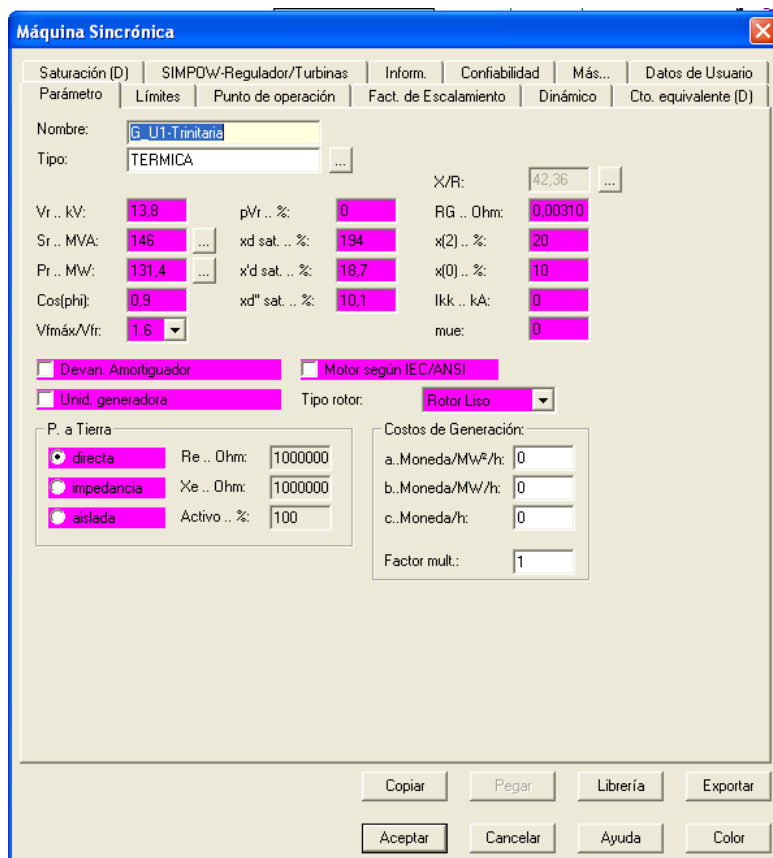 Máquina Sincrónica
Saturación (D) SIMPOW-Regulador/Turbinas Inform. Confiabilidad Más... Datos de Usuario
Parámetro Límites Punto de operación Fact. de Escalamiento Dinámico Cto. equivalente (D)
Nombre: G_U1-Trinitaria
Tipo: TERMICA ...
X/R: 42,36 ...
Vr .. kV: 13,8 pVr .. %: 0 RG .. Ohm: 0,00310
Sr .. MVA: 146 ... xd sat. .. %: 194 x(2) .. %: 20
Pr .. MW: 131,4 ... x'd sat. .. %: 18,7 x(0) .. %: 10
Cos(phi): 0,9 xd" sat. .. %: 10,1 Ikk .. kA: 0
Vfmáx/Vfr: 1.6 mue: 0
Devan. Amortiguador Motor según IEC/ANSI
Unid. generadora Tipo rotor: Rotor Liso
P. a Tierra Costos de Generación:
directa Re .. Ohm: 1000000 a..Moneda/MW²/h: 0
impedancia Xe .. Ohm: 1000000 b..Moneda/MW/h: 0
aislada Activo .. %: 100 c..Moneda/h: 0
Factor mult.: 1
Copiar Pegar Librería Exportar
Aceptar Cancelar Ayuda Color